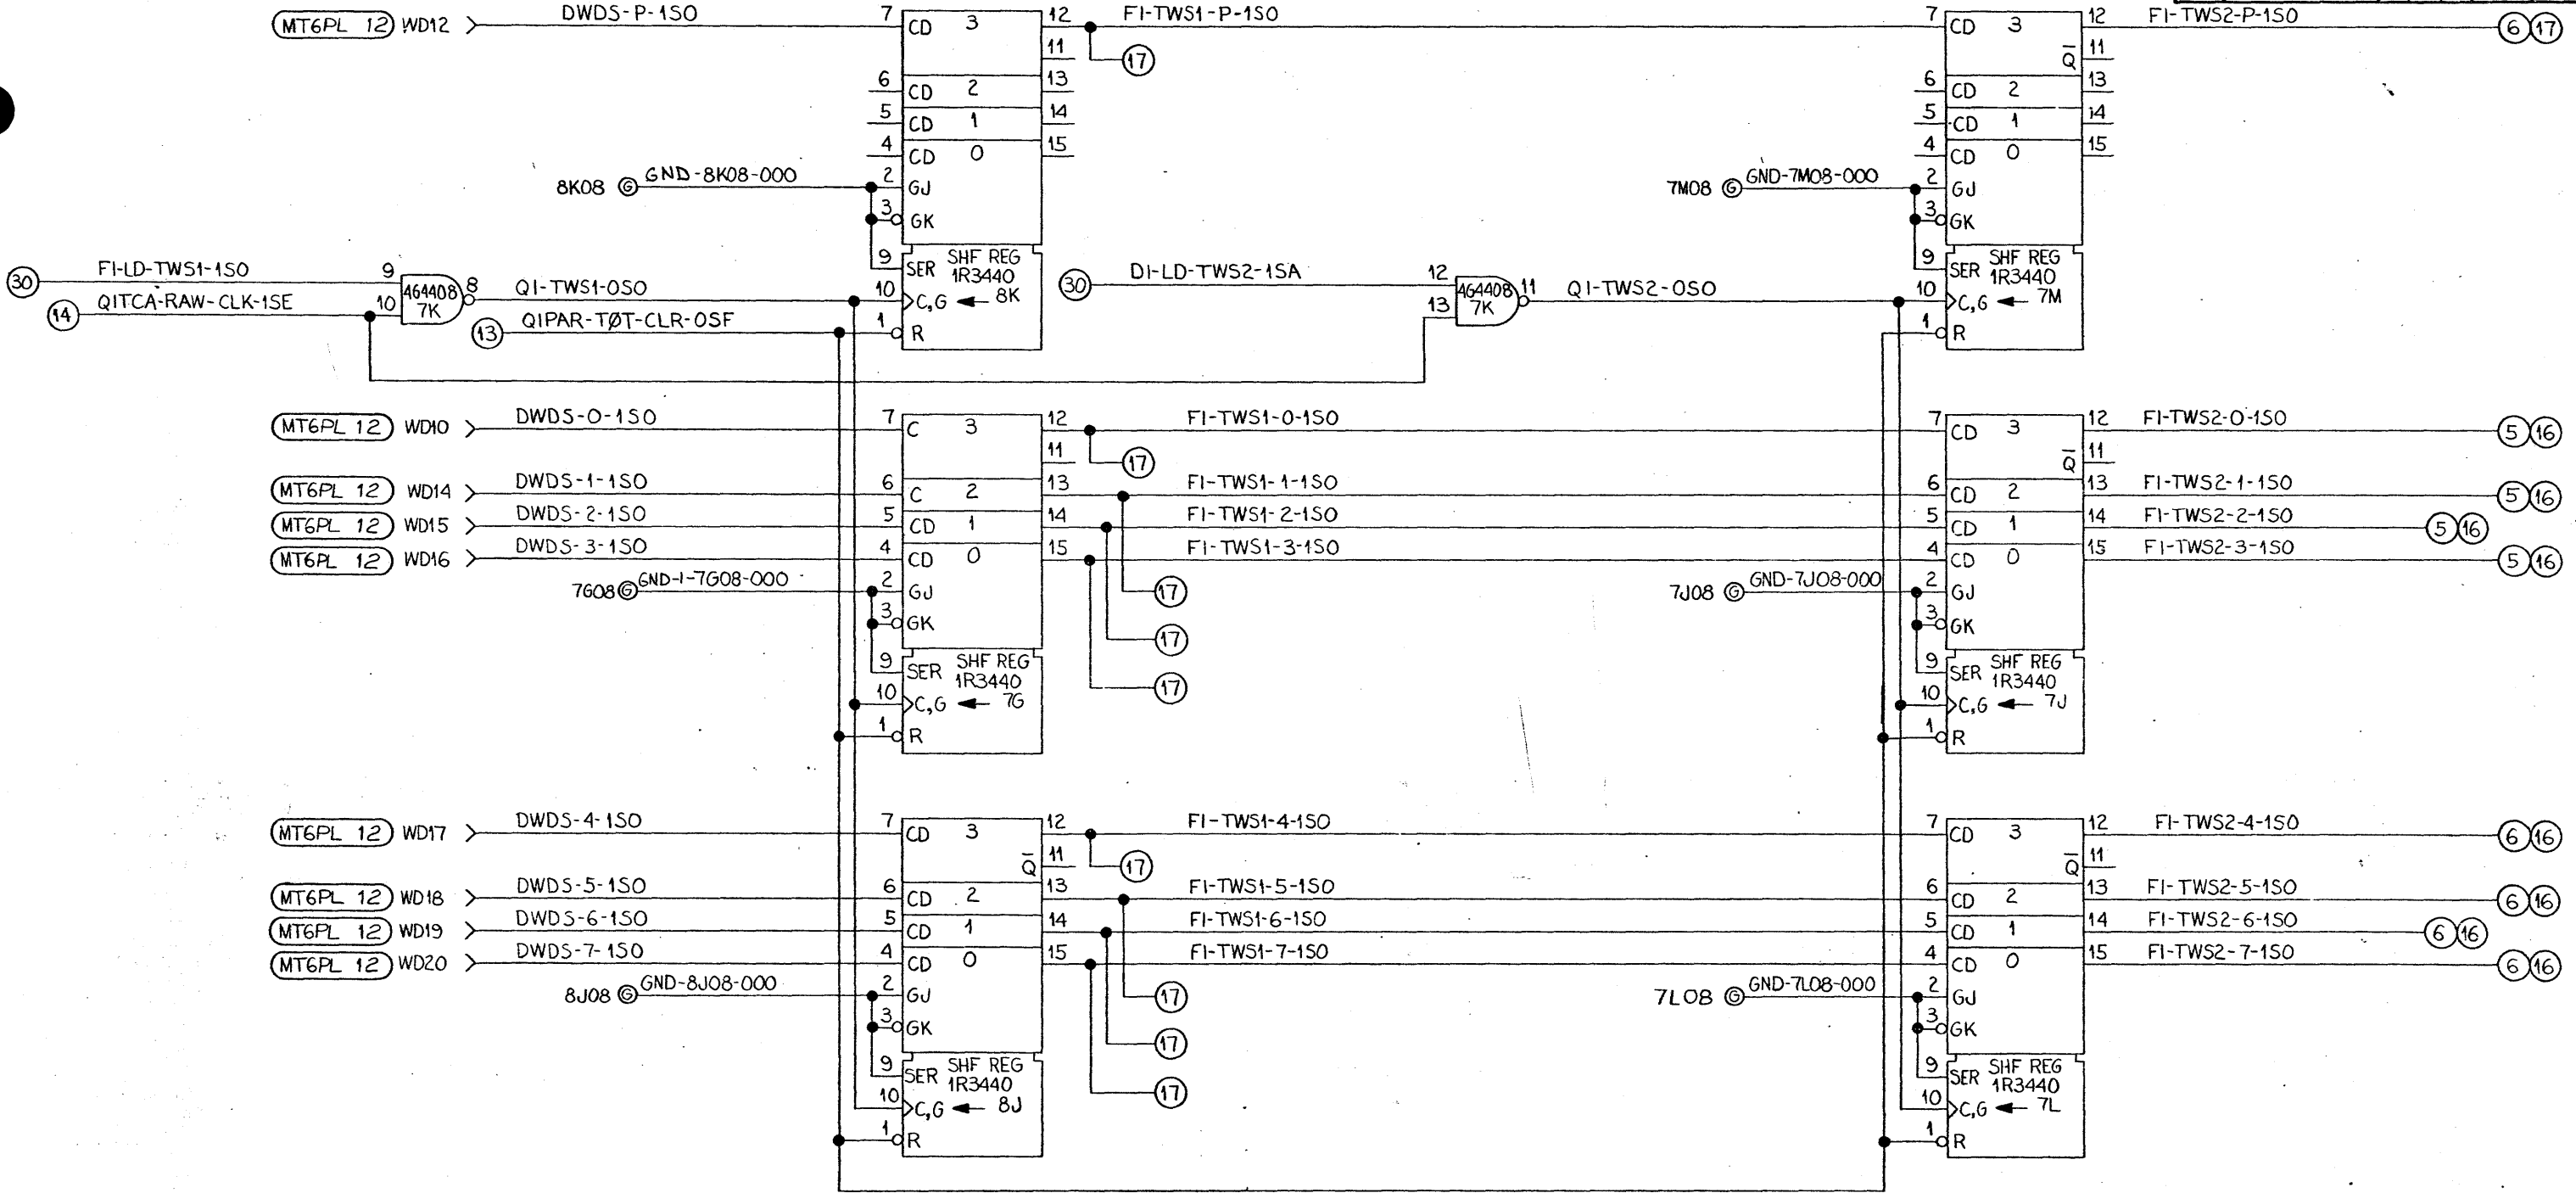 MT6PL 12 WD12 DWDS-P-1SO 7 CD 3 12 FI-TWS1-P-1SO 7 CD 3 12 FI-TWS2-P-1SO 6 17
11 17 Q̅ 11
6 CD 2 13 6 CD 2 13
5 CD 1 14 5 CD 1 14
4 CD 0 15 4 CD 0 15
8K08 G GND-8K08-000 2 GJ 7M08 G GND-7M08-000 2 GJ
3 GK 3 GK
30 FI-LD-TWS1-1SO 9 9 SER SHF REG 30 DI-LD-TWS2-1SA 12 9 SER SHF REG
1R3440 1R3440
14 QITCA-RAW-CLK-1SE 10 464408 7K 8 QI-TWS1-OSO 10 C,G 8K 13 464408 7K 11 QI-TWS2-OSO 10 C,G 7M
13 QIPAR-TØT-CLR-OSF 1 R 1 R
MT6PL 12 WD10 DWDS-0-1SO 7 C 3 12 FI-TWS1-0-1SO 7 CD 3 12 FI-TWS2-0-1SO 5 16
11 17 Q̅ 11
MT6PL 12 WD14 DWDS-1-1SO 6 C 2 13 FI-TWS1-1-1SO 6 CD 2 13 FI-TWS2-1-1SO 5 16
MT6PL 12 WD15 DWDS-2-1SO 5 CD 1 14 FI-TWS1-2-1SO 5 CD 1 14 FI-TWS2-2-1SO 5 16
MT6PL 12 WD16 DWDS-3-1SO 4 CD 0 15 FI-TWS1-3-1SO 4 CD 0 15 FI-TWS2-3-1SO 5 16
7G08 G GND-1-7G08-000 2 GJ 17 7J08 G GND-7J08-000 2 GJ
3 GK 17 3 GK
9 SER SHF REG 17 9 SER SHF REG
1R3440 1R3440
10 C,G 7G 10 C,G 7J
1 R 1 R
MT6PL 12 WD17 DWDS-4-1SO 7 CD 3 12 FI-TWS1-4-1SO 7 CD 3 12 FI-TWS2-4-1SO 6 16
Q̅ 11 17 Q̅ 11
MT6PL 12 WD18 DWDS-5-1SO 6 CD 2 13 FI-TWS1-5-1SO 6 CD 2 13 FI-TWS2-5-1SO 6 16
MT6PL 12 WD19 DWDS-6-1SO 5 CD 1 14 FI-TWS1-6-1SO 5 CD 1 14 FI-TWS2-6-1SO 6 16
MT6PL 12 WD20 DWDS-7-1SO 4 CD 0 15 FI-TWS1-7-1SO 4 CD 0 15 FI-TWS2-7-1SO 6 16
8J08 G GND-8J08-000 2 GJ 17 7L08 G GND-7L08-000 2 GJ
3 GK 17 3 GK
9 SER SHF REG 17 9 SER SHF REG
1R3440 1R3440
10 C,G 8J 10 C,G 7L
1 R 1 R